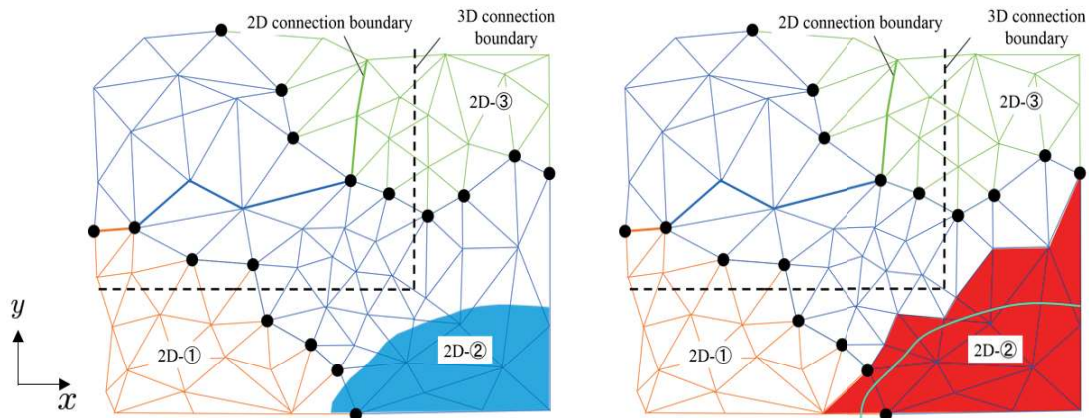 2D connection boundary
3D connection
boundary
2D-③
2D-①
2D-②
y
x
2D connection boundary
3D connection
boundary
2D-③
2D-①
2D-②